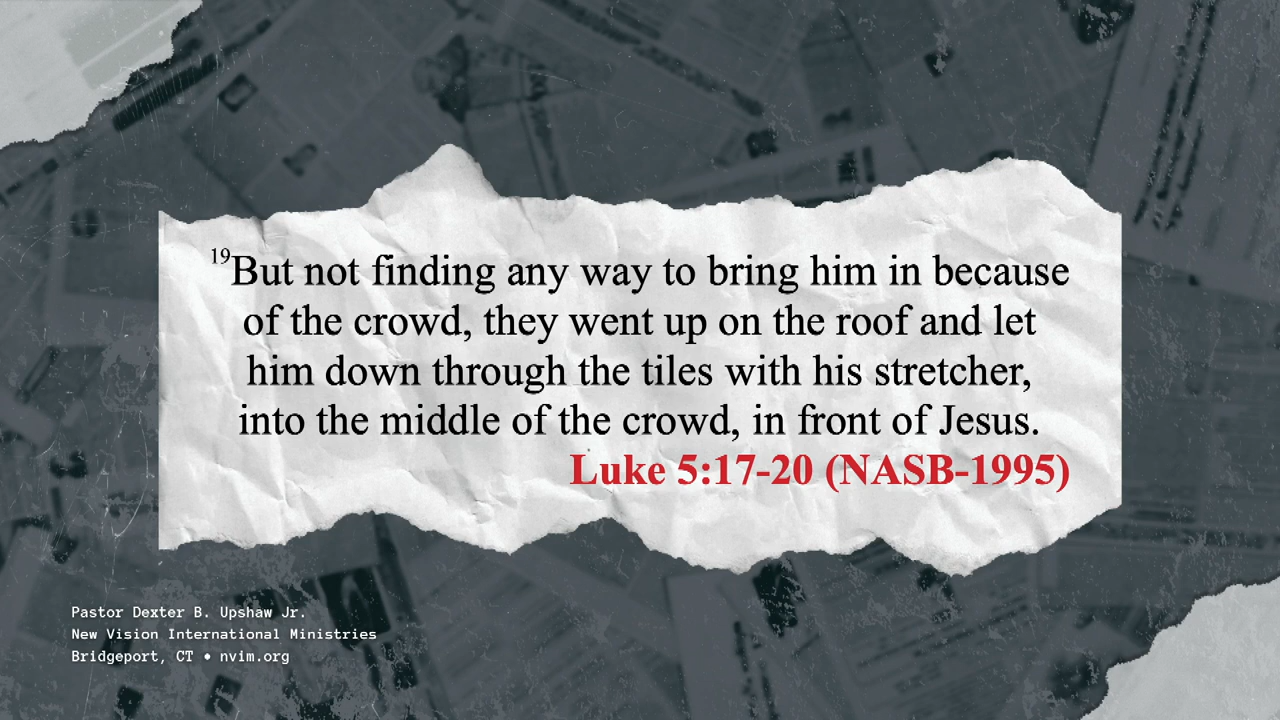 19But not finding any way to bring him in because
of the crowd, they went up on the roof and let
him down through the tiles with his stretcher,
into the middle of the crowd, in front of Jesus.
Luke 5:17-20 (NASB-1995)
Pastor Dexter B. Upshaw Jr.
New Vision International Ministries
Bridgeport, CT • nvim.org